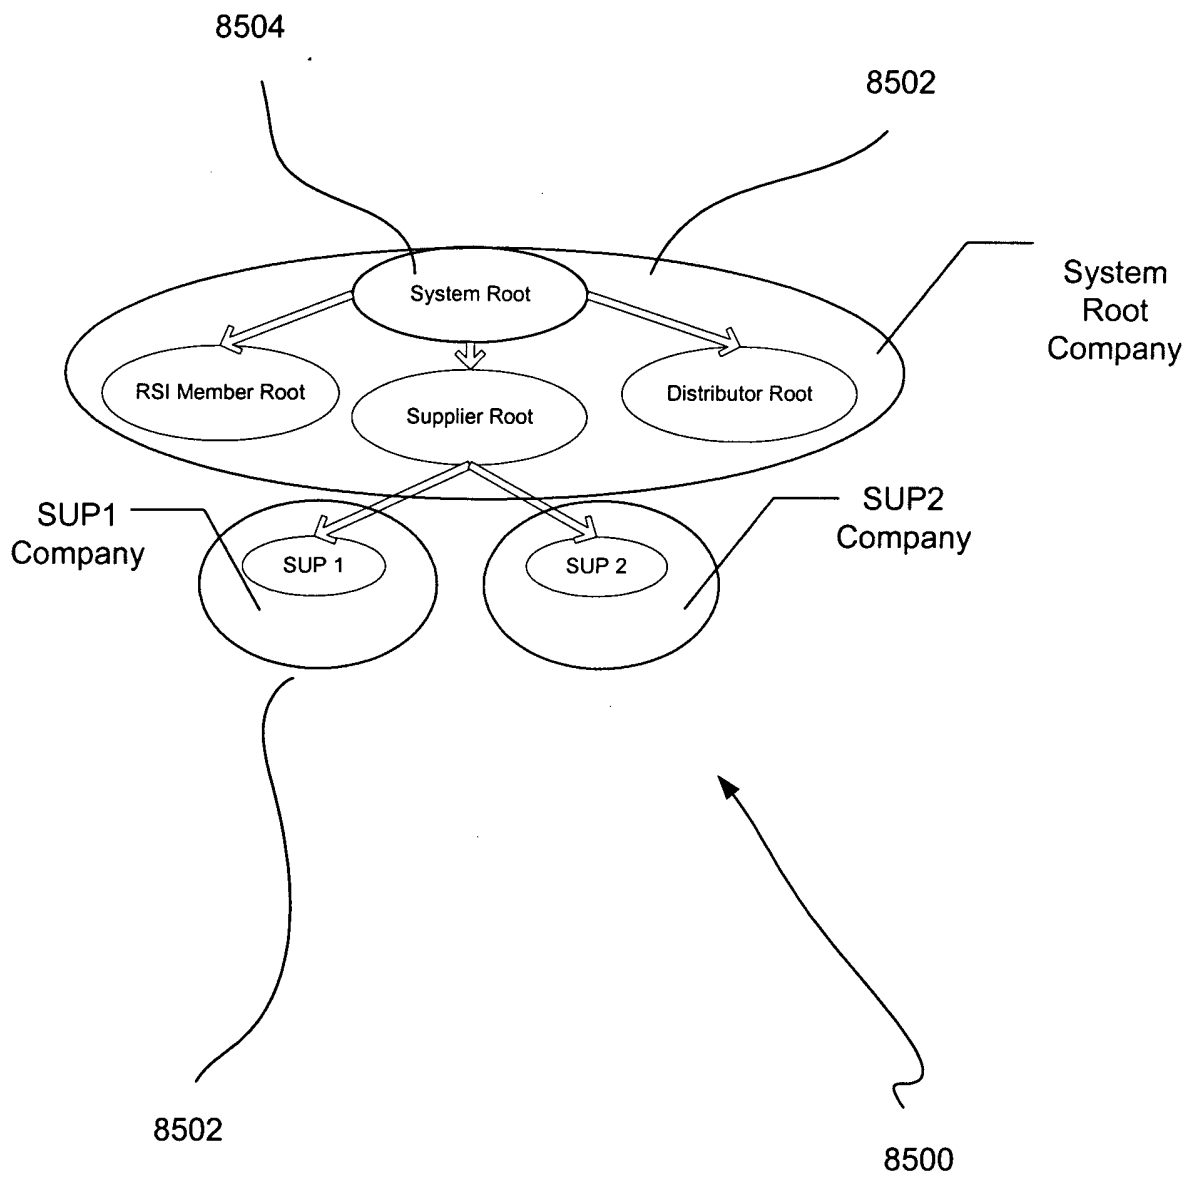 8504
8502
System Root
System
Root
Company
RSI Member Root
Supplier Root
Distributor Root
SUP1
Company
SUP2
Company
SUP 1
SUP 2
8502
8500